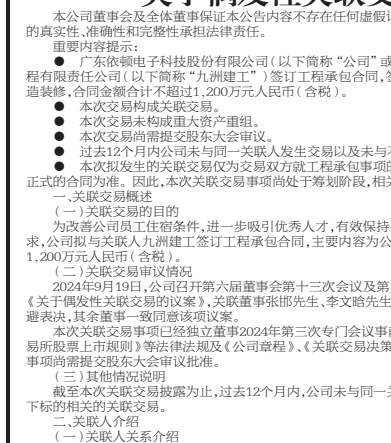 本公司董事会及全体董事保证本公告内容不存在任何虚假
的真实性、准确性和完整性承担法律责任。
重要内容提示：
● 广东依顿电子科技股份有限公司（以下简称“公司”或
程有限责任公司（以下简称“九洲建工”）签订工程承包合同，
造装修，合同金额合计不超过1,200万元人民币（含税）。
● 本次交易构成关联交易。
● 本次交易未构成重大资产重组。
● 本次交易尚需提交股东大会审议。
● 过去12个月内公司未与同一关联人发生交易以及未与
● 本次拟发生的关联交易仅为交易双方就工程承包事项的
正式的合同为准。因此，本次关联交易事项尚处于筹划阶段，相
一、关联交易概述
（一）关联交易的目的
为改善公司员工住宿条件，进一步吸引优秀人才，有效保持
求，公司拟与关联人九洲建工签订工程承包合同，主要内容为公
1,200万元人民币（含税）。
（二）关联交易审议情况
2024年9月19日，公司召开第六届董事会第十三次会议及第
《关于偶发性关联交易的议案》，关联董事张邯先生、李文晗先生
避表决，其余董事一致同意该项议案。
本次关联交易事项已经独立董事2024年第三次专门会议事
易所股票上市规则》等法律法规及《公司章程》、《关联交易决策
事项尚需提交股东大会审议批准。
（三）其他情况说明
截至本次关联交易披露为止，过去12个月内，公司未与同一
下标的相关的关联交易。
二、关联人介绍
（一）关联人关系介绍